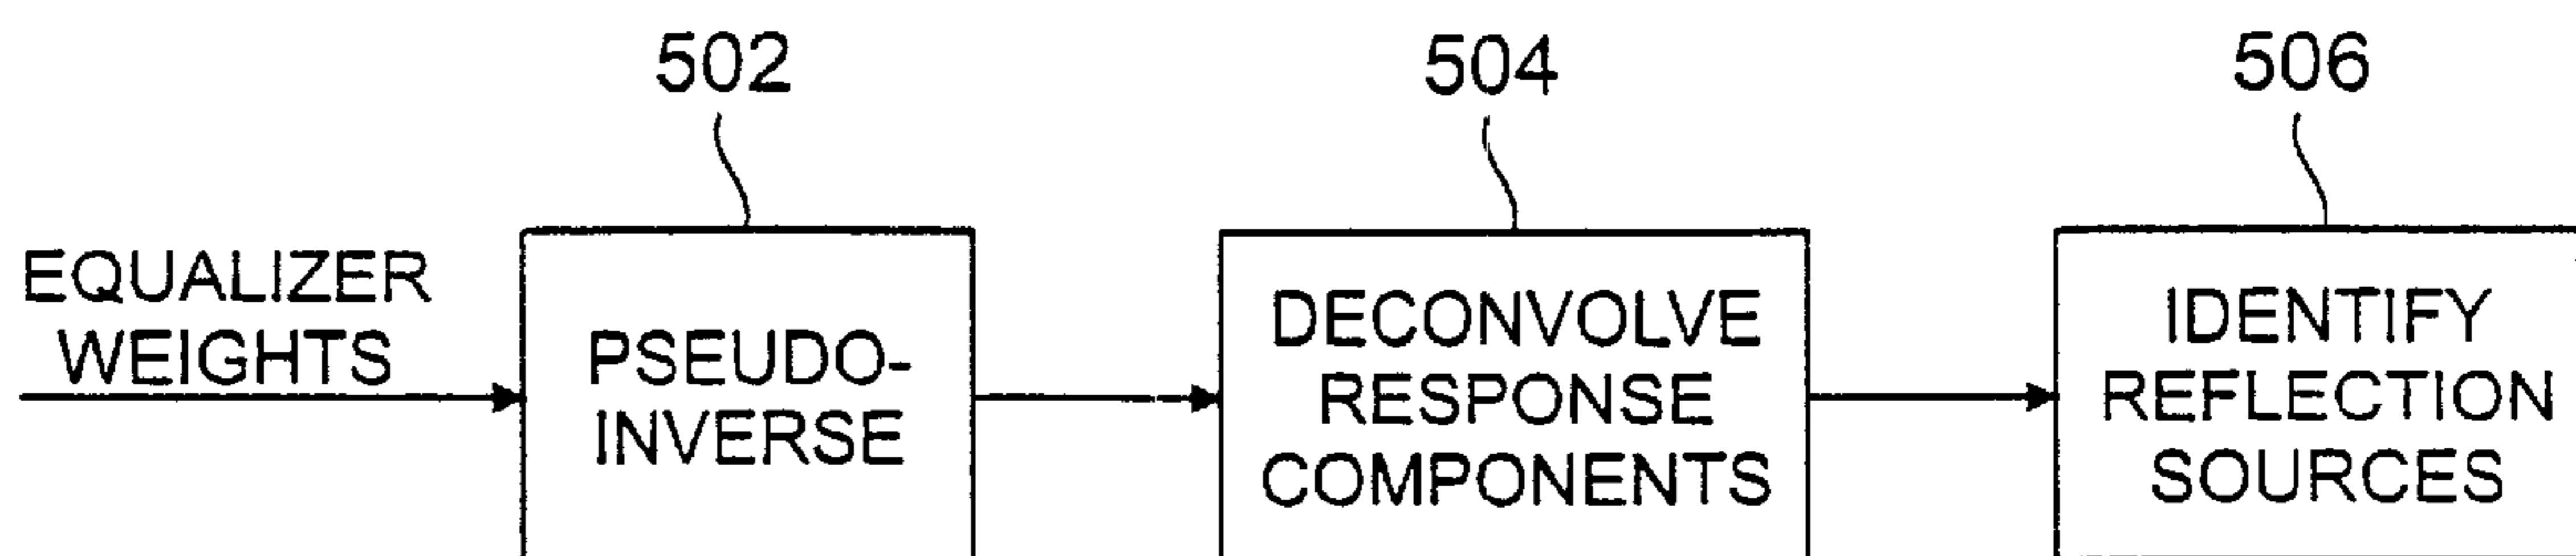 502
504
506
EQUALIZER
WEIGHTS
PSEUDO-
INVERSE
DECONVOLVE
RESPONSE
COMPONENTS
IDENTIFY
REFLECTION
SOURCES